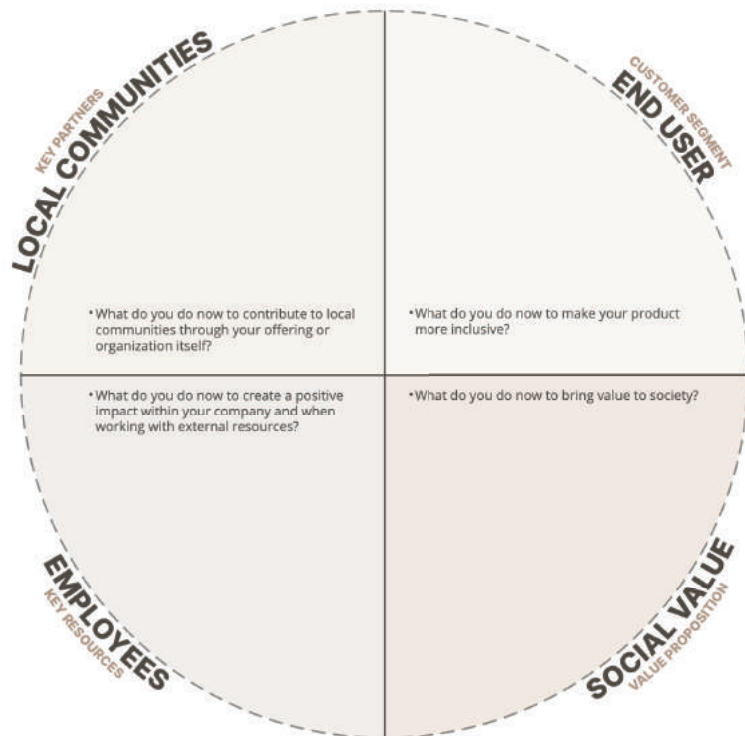 KEY PARTNERS
LOCAL COMMUNITIES
CUSTOMER SEGMENT
END USER
• What do you do now to contribute to local
communities through your offering or
organization itself?
• What do you do now to make your product
more inclusive?
• What do you do now to create a positive
impact within your company and when
working with external resources?
• What do you do now to bring value to society?
EMPLOYEES
KEY RESOURCES
SOCIAL VALUE
VALUE PROPOSITION